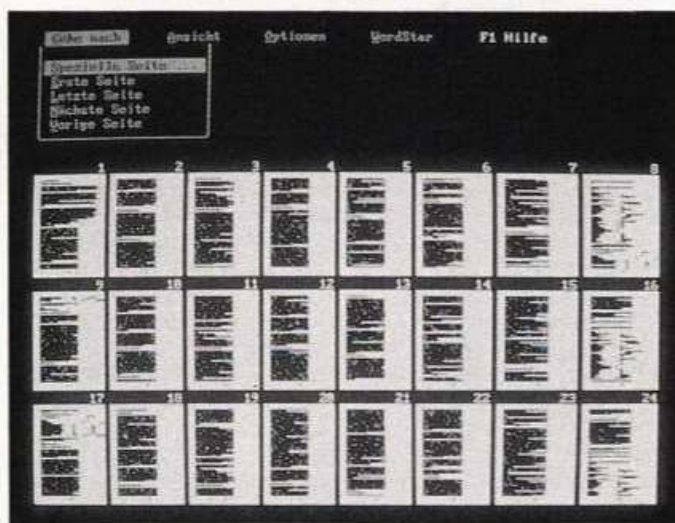 Gehe nach Ansicht Optionen WordStar F1 Hilfe
Spezielle Seite ...
Erste Seite
Letzte Seite
Nächste Seite
Vorige Seite
1 2 3 4 5 6 7 8
9 10 11 12 13 14 15 16
17 18 19 20 21 22 23 24